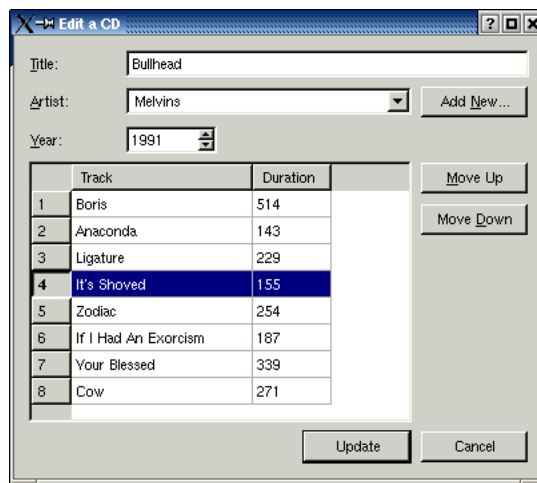 Edit a CD ?
Title: Bullhead
Artist: Melvins Add New...
Year: 1991
Track Duration Move Up
1 Boris 514
2 Anaconda 143 Move Down
3 Ligature 229
4 It's Shoved 155
5 Zodiac 254
6 If I Had An Exorcism 187
7 Your Blessed 339
8 Cow 271
Update Cancel